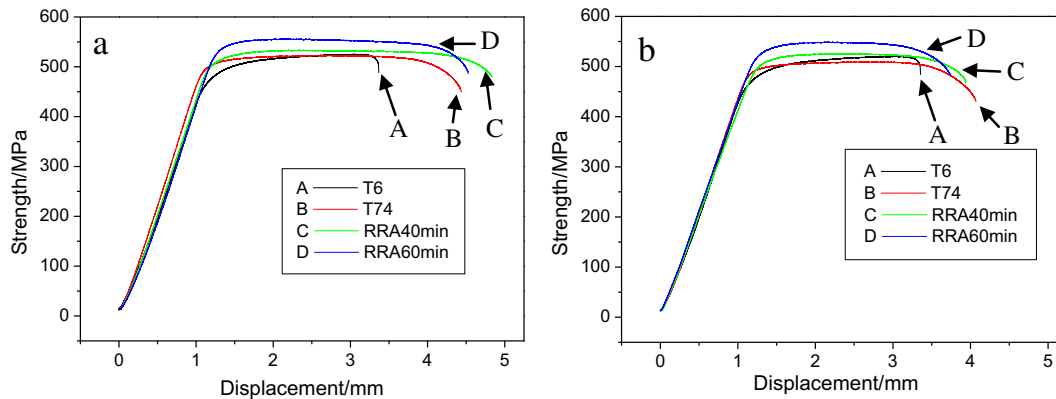 a
Strength/MPa
600
500
400
300
200
100
0
0 1 2 3 4 5
Displacement/mm
D
A
B
C
A T6
B T74
C RRA40min
D RRA60min
b
Strength/MPa
600
500
400
300
200
100
0
0 1 2 3 4 5
Displacement/mm
D
C
A
B
A T6
B T74
C RRA40min
D RRA60min